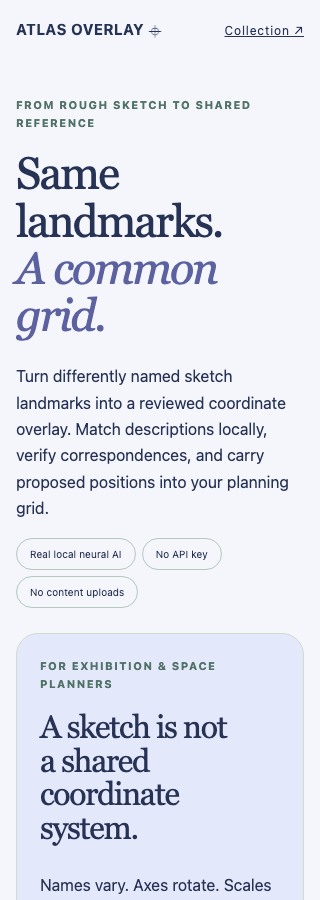 ATLAS OVERLAY
Collection ↗
FROM ROUGH SKETCH TO SHARED
REFERENCE
Same
landmarks.
A common
grid.
Turn differently named sketch
landmarks into a reviewed coordinate
overlay. Match descriptions locally,
verify correspondences, and carry
proposed positions into your planning
grid.
Real local neural AI
No API key
No content uploads
FOR EXHIBITION & SPACE
PLANNERS
A sketch is not
a shared
coordinate
system.
Names vary. Axes rotate. Scales